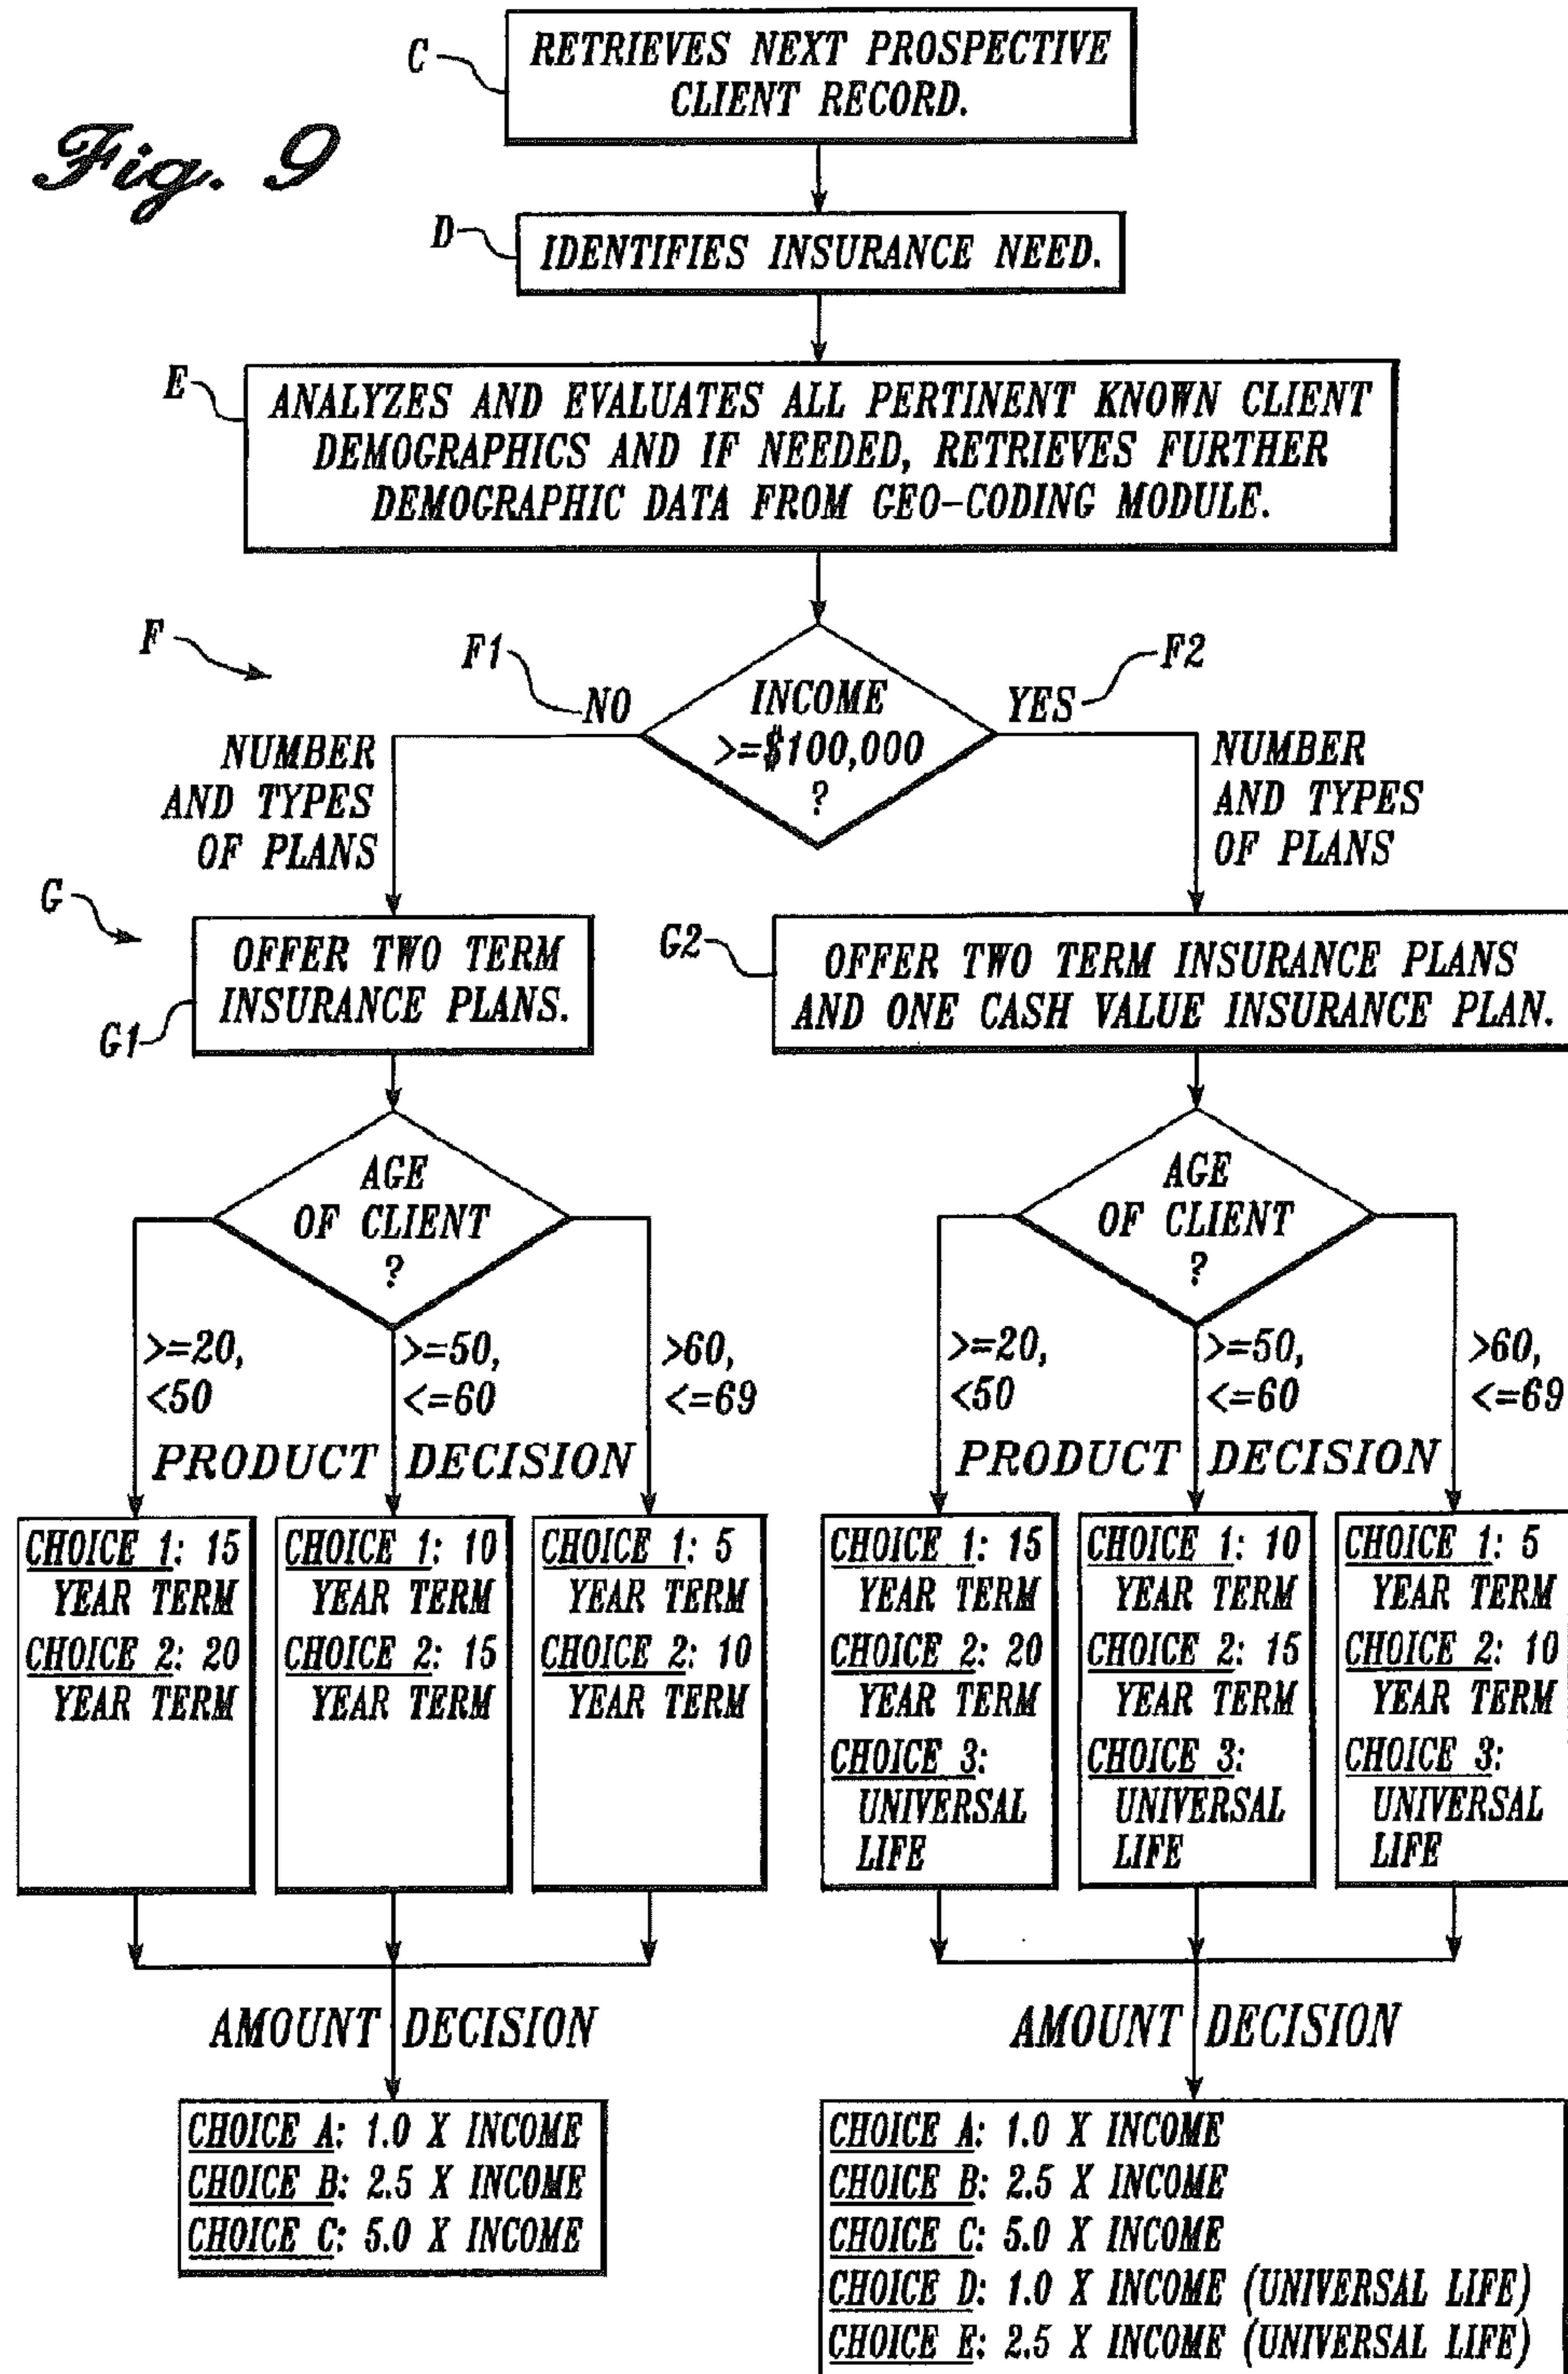 Fig. 9
C
RETRIEVES NEXT PROSPECTIVE
CLIENT RECORD.
D
IDENTIFIES INSURANCE NEED.
E
ANALYZES AND EVALUATES ALL PERTINENT KNOWN CLIENT
DEMOGRAPHICS AND IF NEEDED, RETRIEVES FURTHER
DEMOGRAPHIC DATA FROM GEO-CODING MODULE.
F
F1
NO
INCOME
>=$100,000
?
YES
F2
NUMBER
AND TYPES
OF PLANS
NUMBER
AND TYPES
OF PLANS
G
G1
OFFER TWO TERM
INSURANCE PLANS.
G2
OFFER TWO TERM INSURANCE PLANS
AND ONE CASH VALUE INSURANCE PLAN.
AGE
OF CLIENT
?
>=20,
<50
>=50,
<=60
>60,
<=69
PRODUCT DECISION
CHOICE 1: 15
YEAR TERM
CHOICE 2: 20
YEAR TERM
CHOICE 1: 10
YEAR TERM
CHOICE 2: 15
YEAR TERM
CHOICE 1: 5
YEAR TERM
CHOICE 2: 10
YEAR TERM
AMOUNT DECISION
CHOICE A: 1.0 X INCOME
CHOICE B: 2.5 X INCOME
CHOICE C: 5.0 X INCOME
AGE
OF CLIENT
?
>=20,
<50
>=50,
<=60
>60,
<=69
PRODUCT DECISION
CHOICE 1: 15
YEAR TERM
CHOICE 2: 20
YEAR TERM
CHOICE 3:
UNIVERSAL
LIFE
CHOICE 1: 10
YEAR TERM
CHOICE 2: 15
YEAR TERM
CHOICE 3:
UNIVERSAL
LIFE
CHOICE 1: 5
YEAR TERM
CHOICE 2: 10
YEAR TERM
CHOICE 3:
UNIVERSAL
LIFE
AMOUNT DECISION
CHOICE A: 1.0 X INCOME
CHOICE B: 2.5 X INCOME
CHOICE C: 5.0 X INCOME
CHOICE D: 1.0 X INCOME (UNIVERSAL LIFE)
CHOICE E: 2.5 X INCOME (UNIVERSAL LIFE)